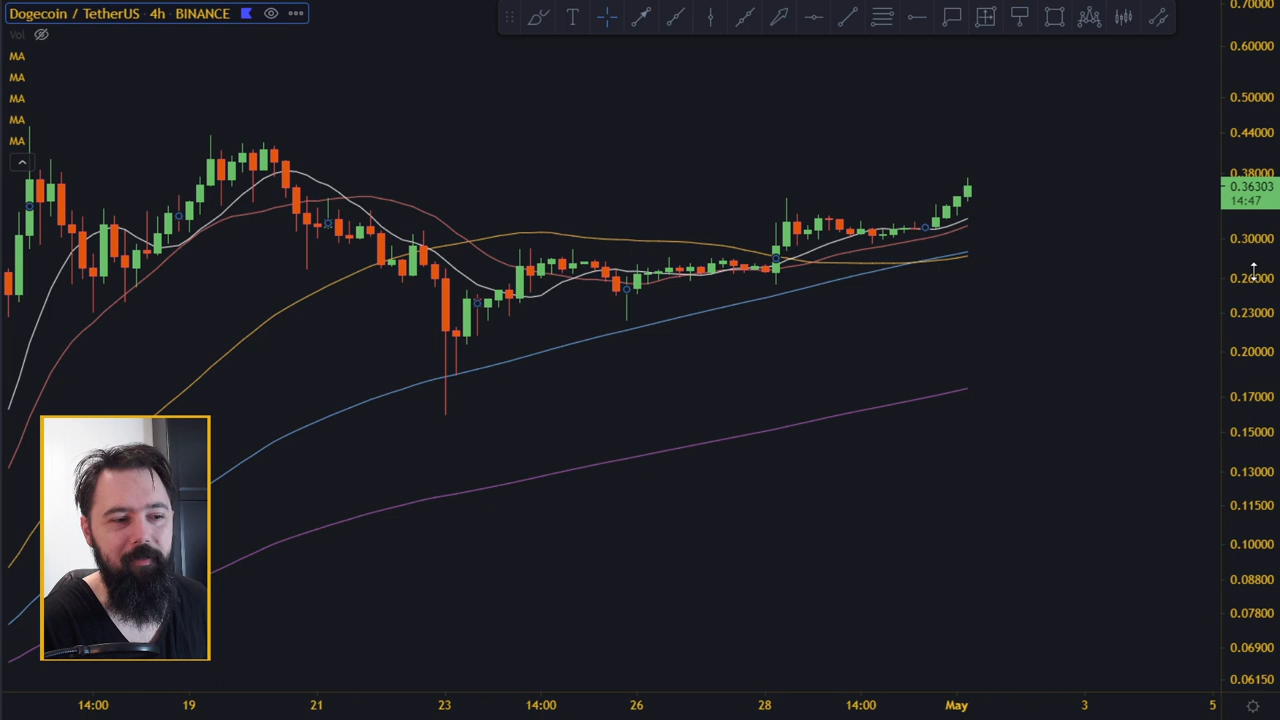 Dogecoin / TetherUS · 4h · BINANCE
Vol
MA
MA
MA
MA
MA
0.70000
0.60000
0.50000
0.44000
0.38000
0.36303
14:47
0.30000
0.26000
0.23000
0.20000
0.17000
0.15000
0.13000
0.11500
0.10000
0.08800
0.07800
0.06900
0.06150
14:00 19 21 23 14:00 26 28 14:00 May 3 5